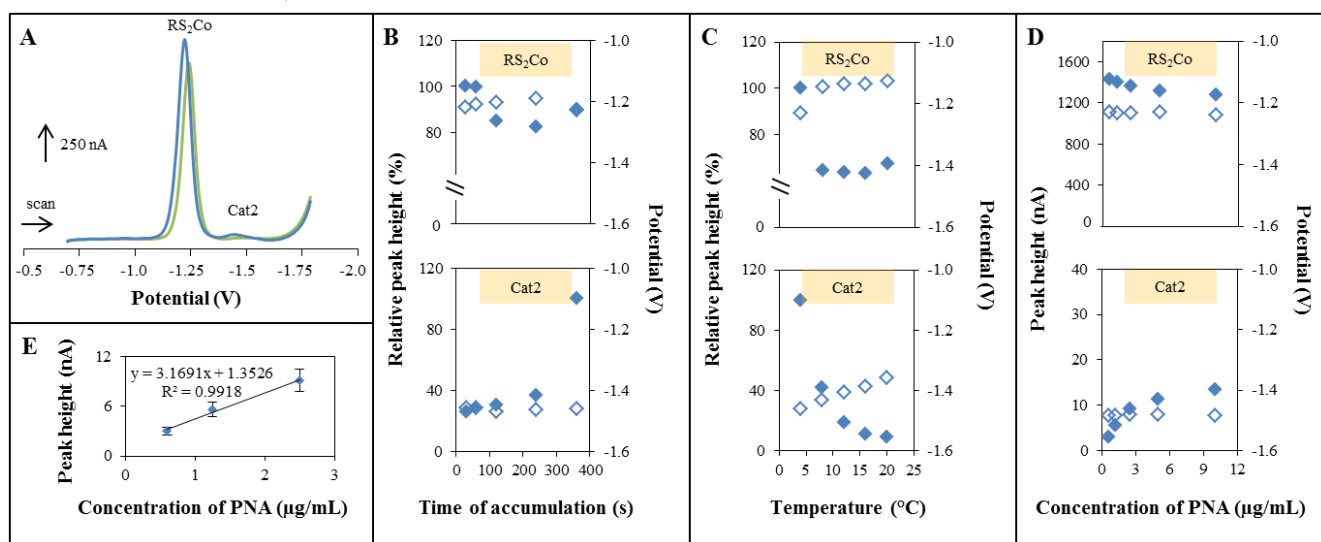 A
RS₂Co
250 nA
scan
Cat2
-0.5 -0.75 -1.0 -1.25 -1.5 -1.75 -2.0
Potential (V)
E
Peak height (nA)
12
6
0
y = 3.1691x + 1.3526
R² = 0.9918
0 1 2 3
Concentration of PNA (µg/mL)
B
Relative peak height (%)
120
100
80
0
RS₂Co
-1.0
-1.2
-1.4
-1.6
Potential (V)
120
100
80
40
0
Cat2
-1.0
-1.2
-1.4
-1.6
0 100 200 300 400
Time of accumulation (s)
C
Relative peak height (%)
120
100
80
0
RS₂Co
-1.0
-1.2
-1.4
-1.6
Potential (V)
120
100
80
40
0
Cat2
-1.0
-1.2
-1.4
-1.6
0 5 10 15 20 25
Temperature (°C)
D
Peak height (nA)
1600
1200
800
400
0
RS₂Co
-1.0
-1.2
-1.4
-1.6
Potential (V)
40
30
20
10
0
Cat2
-1.0
-1.2
-1.4
-1.6
0 3 6 9 12
Concentration of PNA (µg/mL)